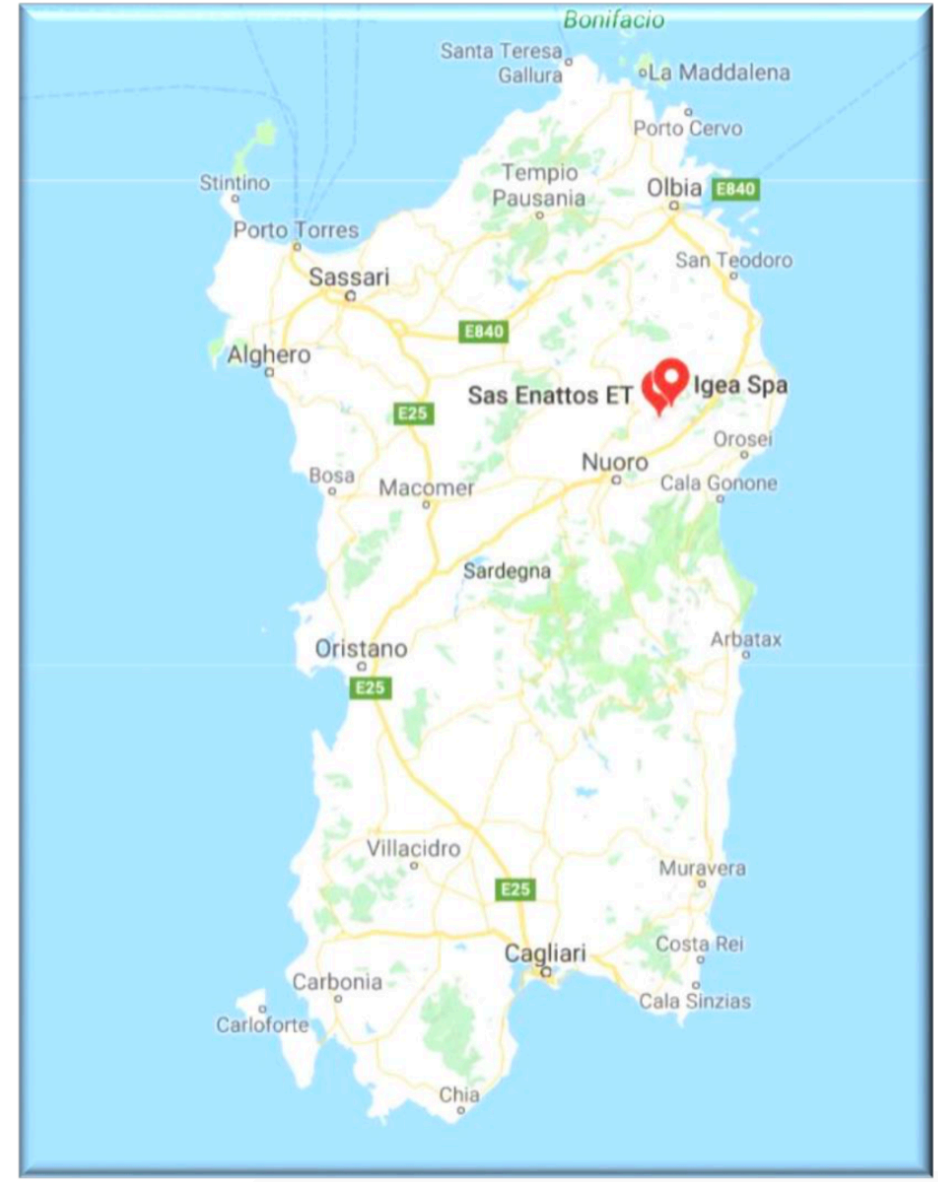 Bonifacio
Santa Teresa
Gallura
La Maddalena
Porto Cervo
Tempio
Pausania
Stintino
Olbia
E840
Porto Torres
San Teodoro
Sassari
E840
Alghero
Sas Enattos ET
Igea Spa
E25
Orosei
Nuoro
Bosa
Macomer
Cala Gonone
Sardegna
Arbatax
Oristano
E25
Villacidro
Muravera
E25
Costa Rei
Cagliari
Carbonia
Cala Sinzias
Carloforte
Chia